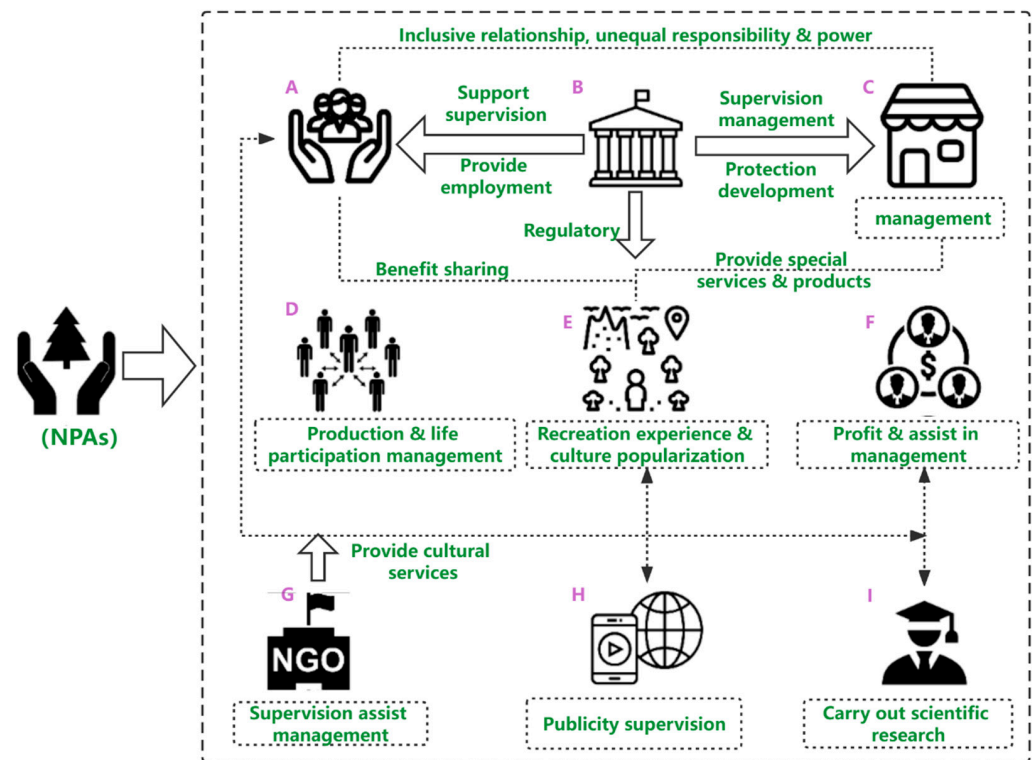 Inclusive relationship, unequal responsibility & power
A
B
C
Support
supervision
Supervision
management
Provide
employment
Protection
development
management
Regulatory
Benefit sharing
Provide special
services & products
D
E
F
$
(NPAs)
Production & life
participation management
Recreation experience &
culture popularization
Profit & assist in
management
Provide cultural
services
G
H
I
NGO
Supervision assist
management
Publicity supervision
Carry out scientific
research